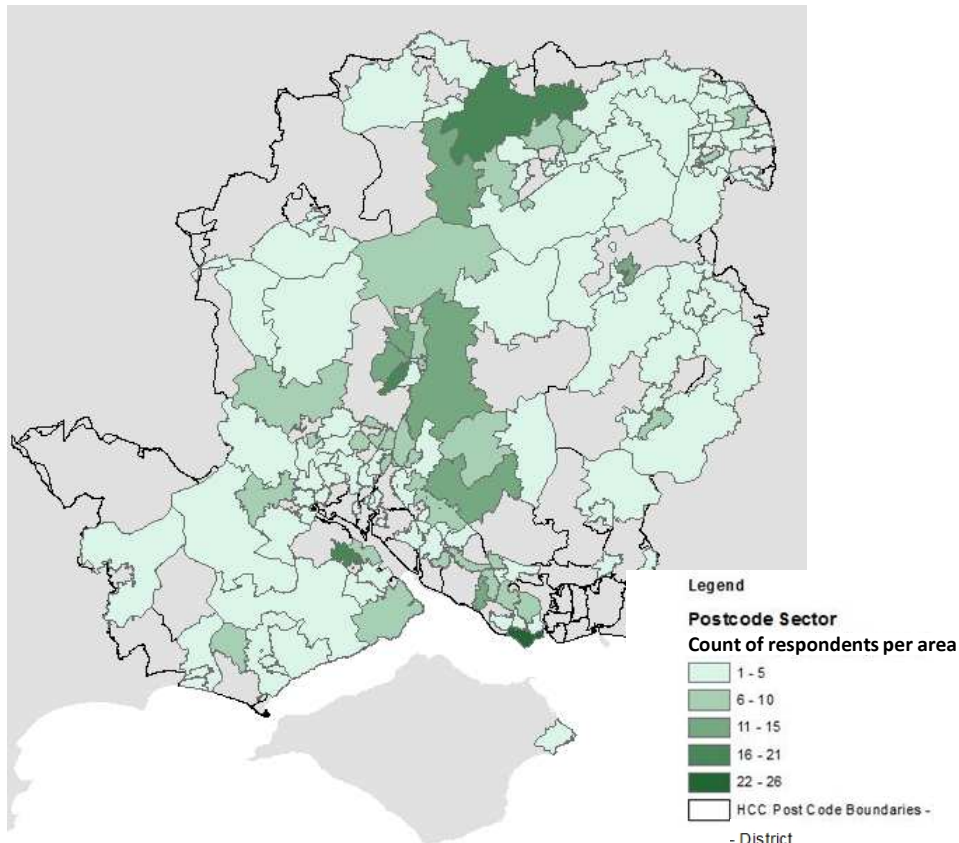 Legend
Postcode Sector
Count of respondents per area
1 - 5
6 - 10
11 - 15
16 - 21
22 - 26
HCC Post Code Boundaries -
- District